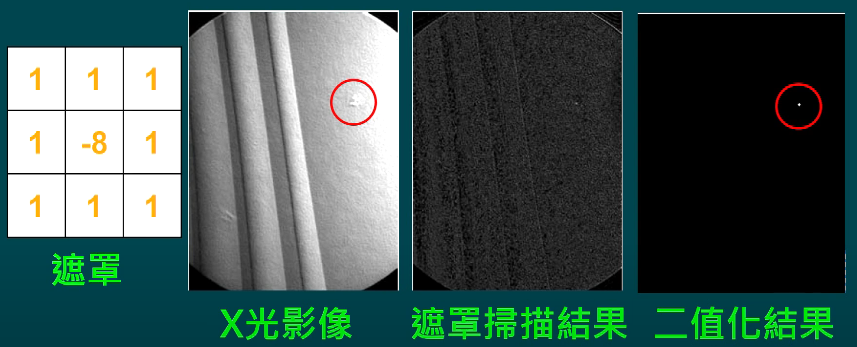 1 1 1
1 -8 1
1 1 1
遮罩
X光影像
遮罩掃描結果
二值化結果